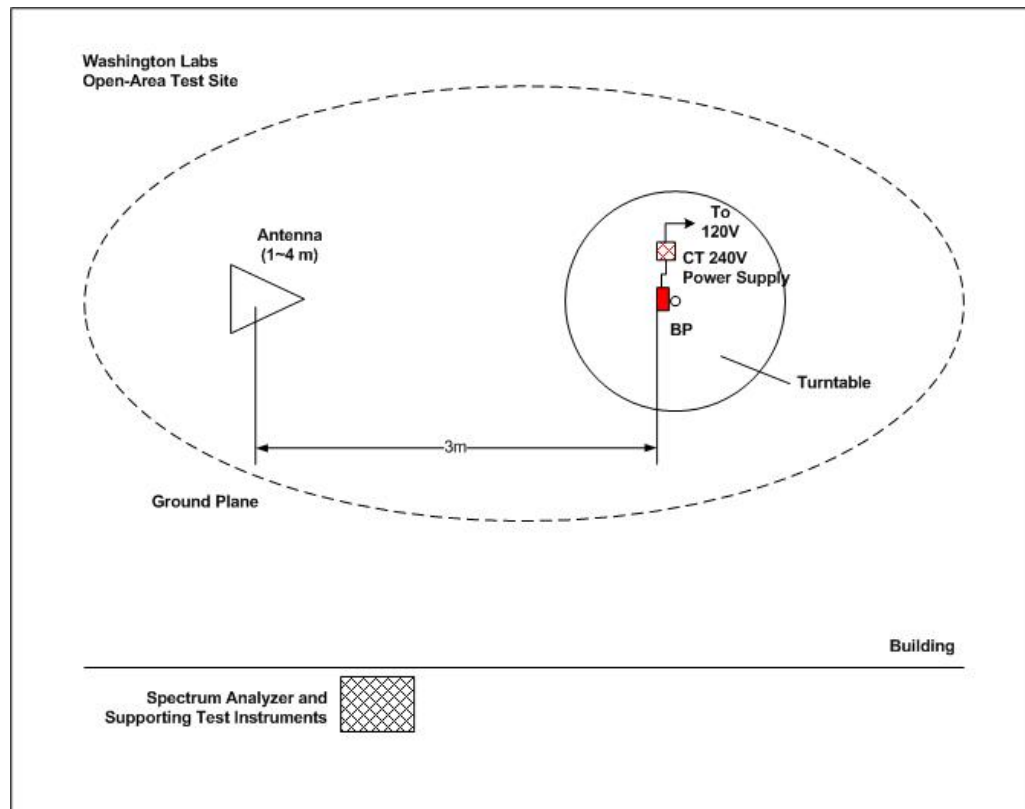 Washington Labs
Open-Area Test Site
Antenna
(1~4 m)
To
120V
CT 240V
Power Supply
BP
Turntable
3m
Ground Plane
Building
Spectrum Analyzer and
Supporting Test Instruments